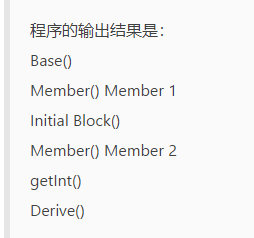 程序的输出结果是：
Base()
Member() Member 1
Initial Block()
Member() Member 2
getInt()
Derive()